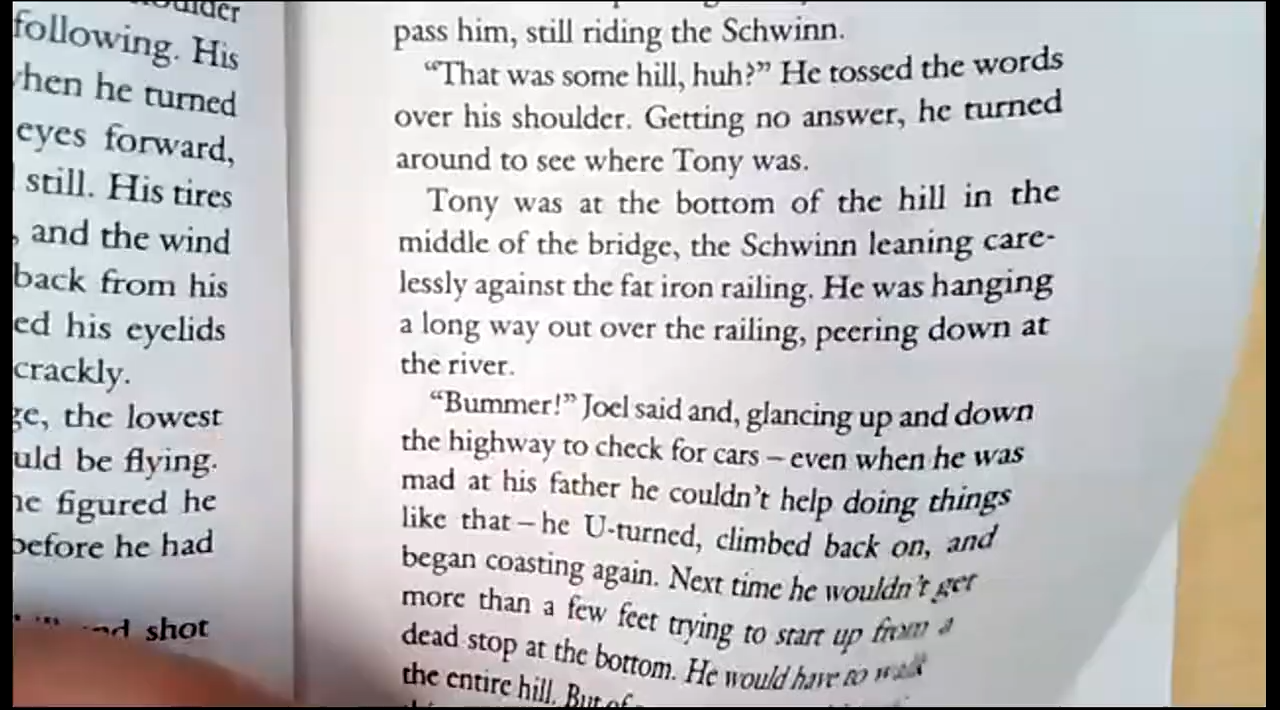 following. His
when he turned
eyes forward,
still. His tires
, and the wind
back from his
ed his eyelids
crackly.
ge, the lowest
uld be flying.
he figured he
before he had
shot
pass him, still riding the Schwinn.
“That was some hill, huh?” He tossed the words
over his shoulder. Getting no answer, he turned
around to see where Tony was.
Tony was at the bottom of the hill in the
middle of the bridge, the Schwinn leaning care-
lessly against the fat iron railing. He was hanging
a long way out over the railing, peering down at
the river.
“Bummer!” Joel said and, glancing up and down
the highway to check for cars – even when he was
mad at his father he couldn’t help doing things
like that – he U-turned, climbed back on, and
began coasting again. Next time he wouldn’t get
more than a few feet trying to start up from a
dead stop at the bottom. He would have to walk
the entire hill. But of